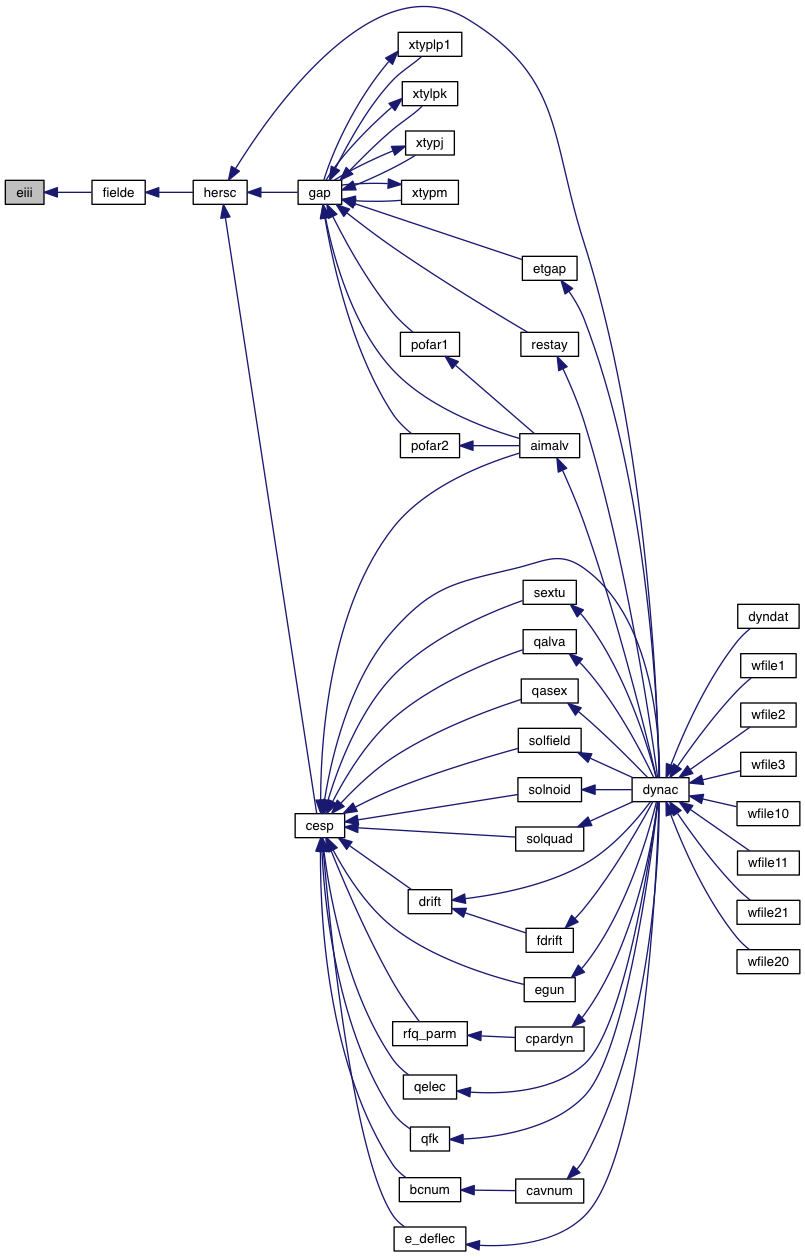 xtyplp1
xtylpk
xtypj
eiii
fielde
hersc
gap
xtypm
etgap
pofar1
restay
pofar2
aimalv
sextu
dyndat
qalva
wfile1
qasex
wfile2
solfield
wfile3
solnoid
dynac
wfile10
cesp
solquad
wfile11
drift
wfile21
fdrift
wfile20
egun
rfq_parm
cpardyn
qelec
qfk
bcnum
cavnum
e_deflec